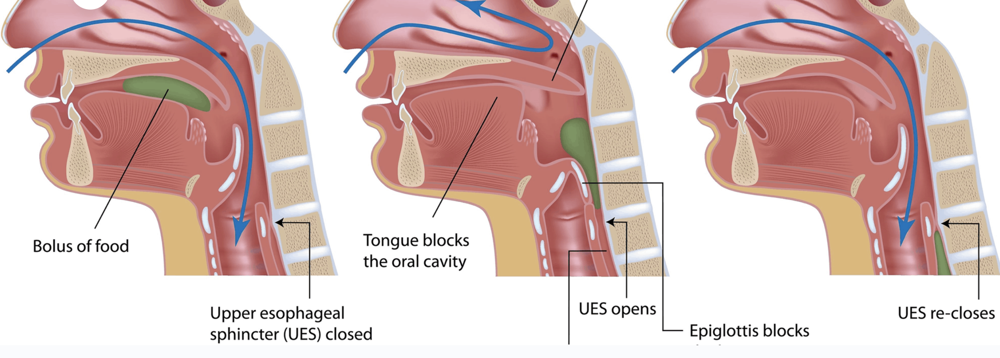 Bolus of food
Upper esophageal
sphincter (UES) closed
Tongue blocks
the oral cavity
UES opens
Epiglottis blocks
UES re-closes